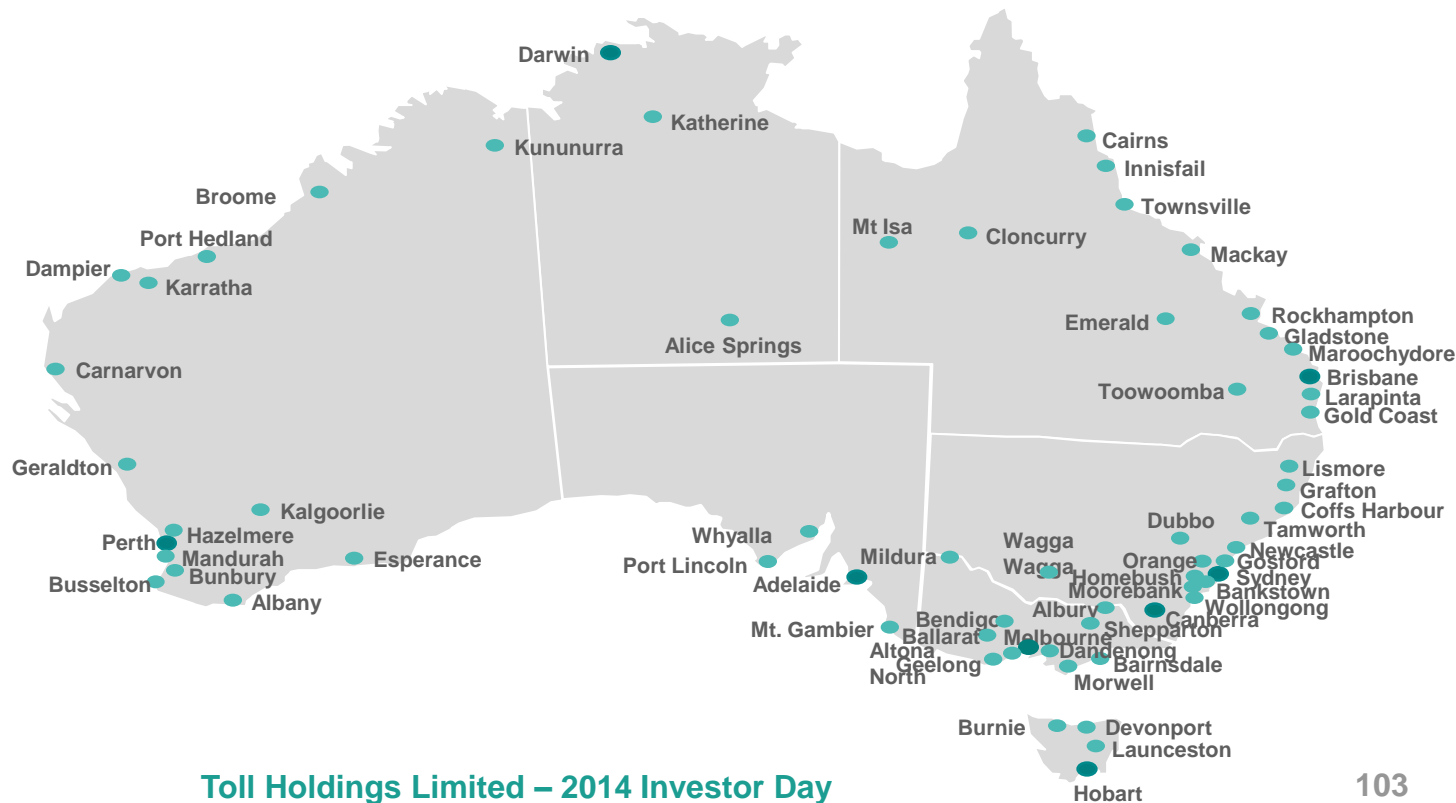 Darwin
Katherine
Cairns
Kununurra
Innisfail
Broome
Townsville
Mt Isa
Cloncurry
Port Hedland
Mackay
Dampier
Karratha
Rockhampton
Emerald
Gladstone
Alice Springs
Maroochydore
Carnarvon
Brisbane
Toowoomba
Larapinta
Gold Coast
Geraldton
Lismore
Grafton
Kalgoorlie
Coffs Harbour
Dubbo
Tamworth
Hazelmere
Whyalla
Wagga
Wagga
Perth
Newcastle
Mandurah
Esperance
Mildura
Orange
Gosford
Port Lincoln
Homebush
Sydney
Bunbury
Busselton
Adelaide
Moorebank
Bankstown
Albany
Albury
Wollongong
Canberra
Mt. Gambier
Bendigo
Shepparton
Ballarat
Melbourne
Altona
North
Dandenong
Geelong
Bairnsdale
Morwell
Burnie
Devonport
Launceston
Hobart
Toll Holdings Limited – 2014 Investor Day
103